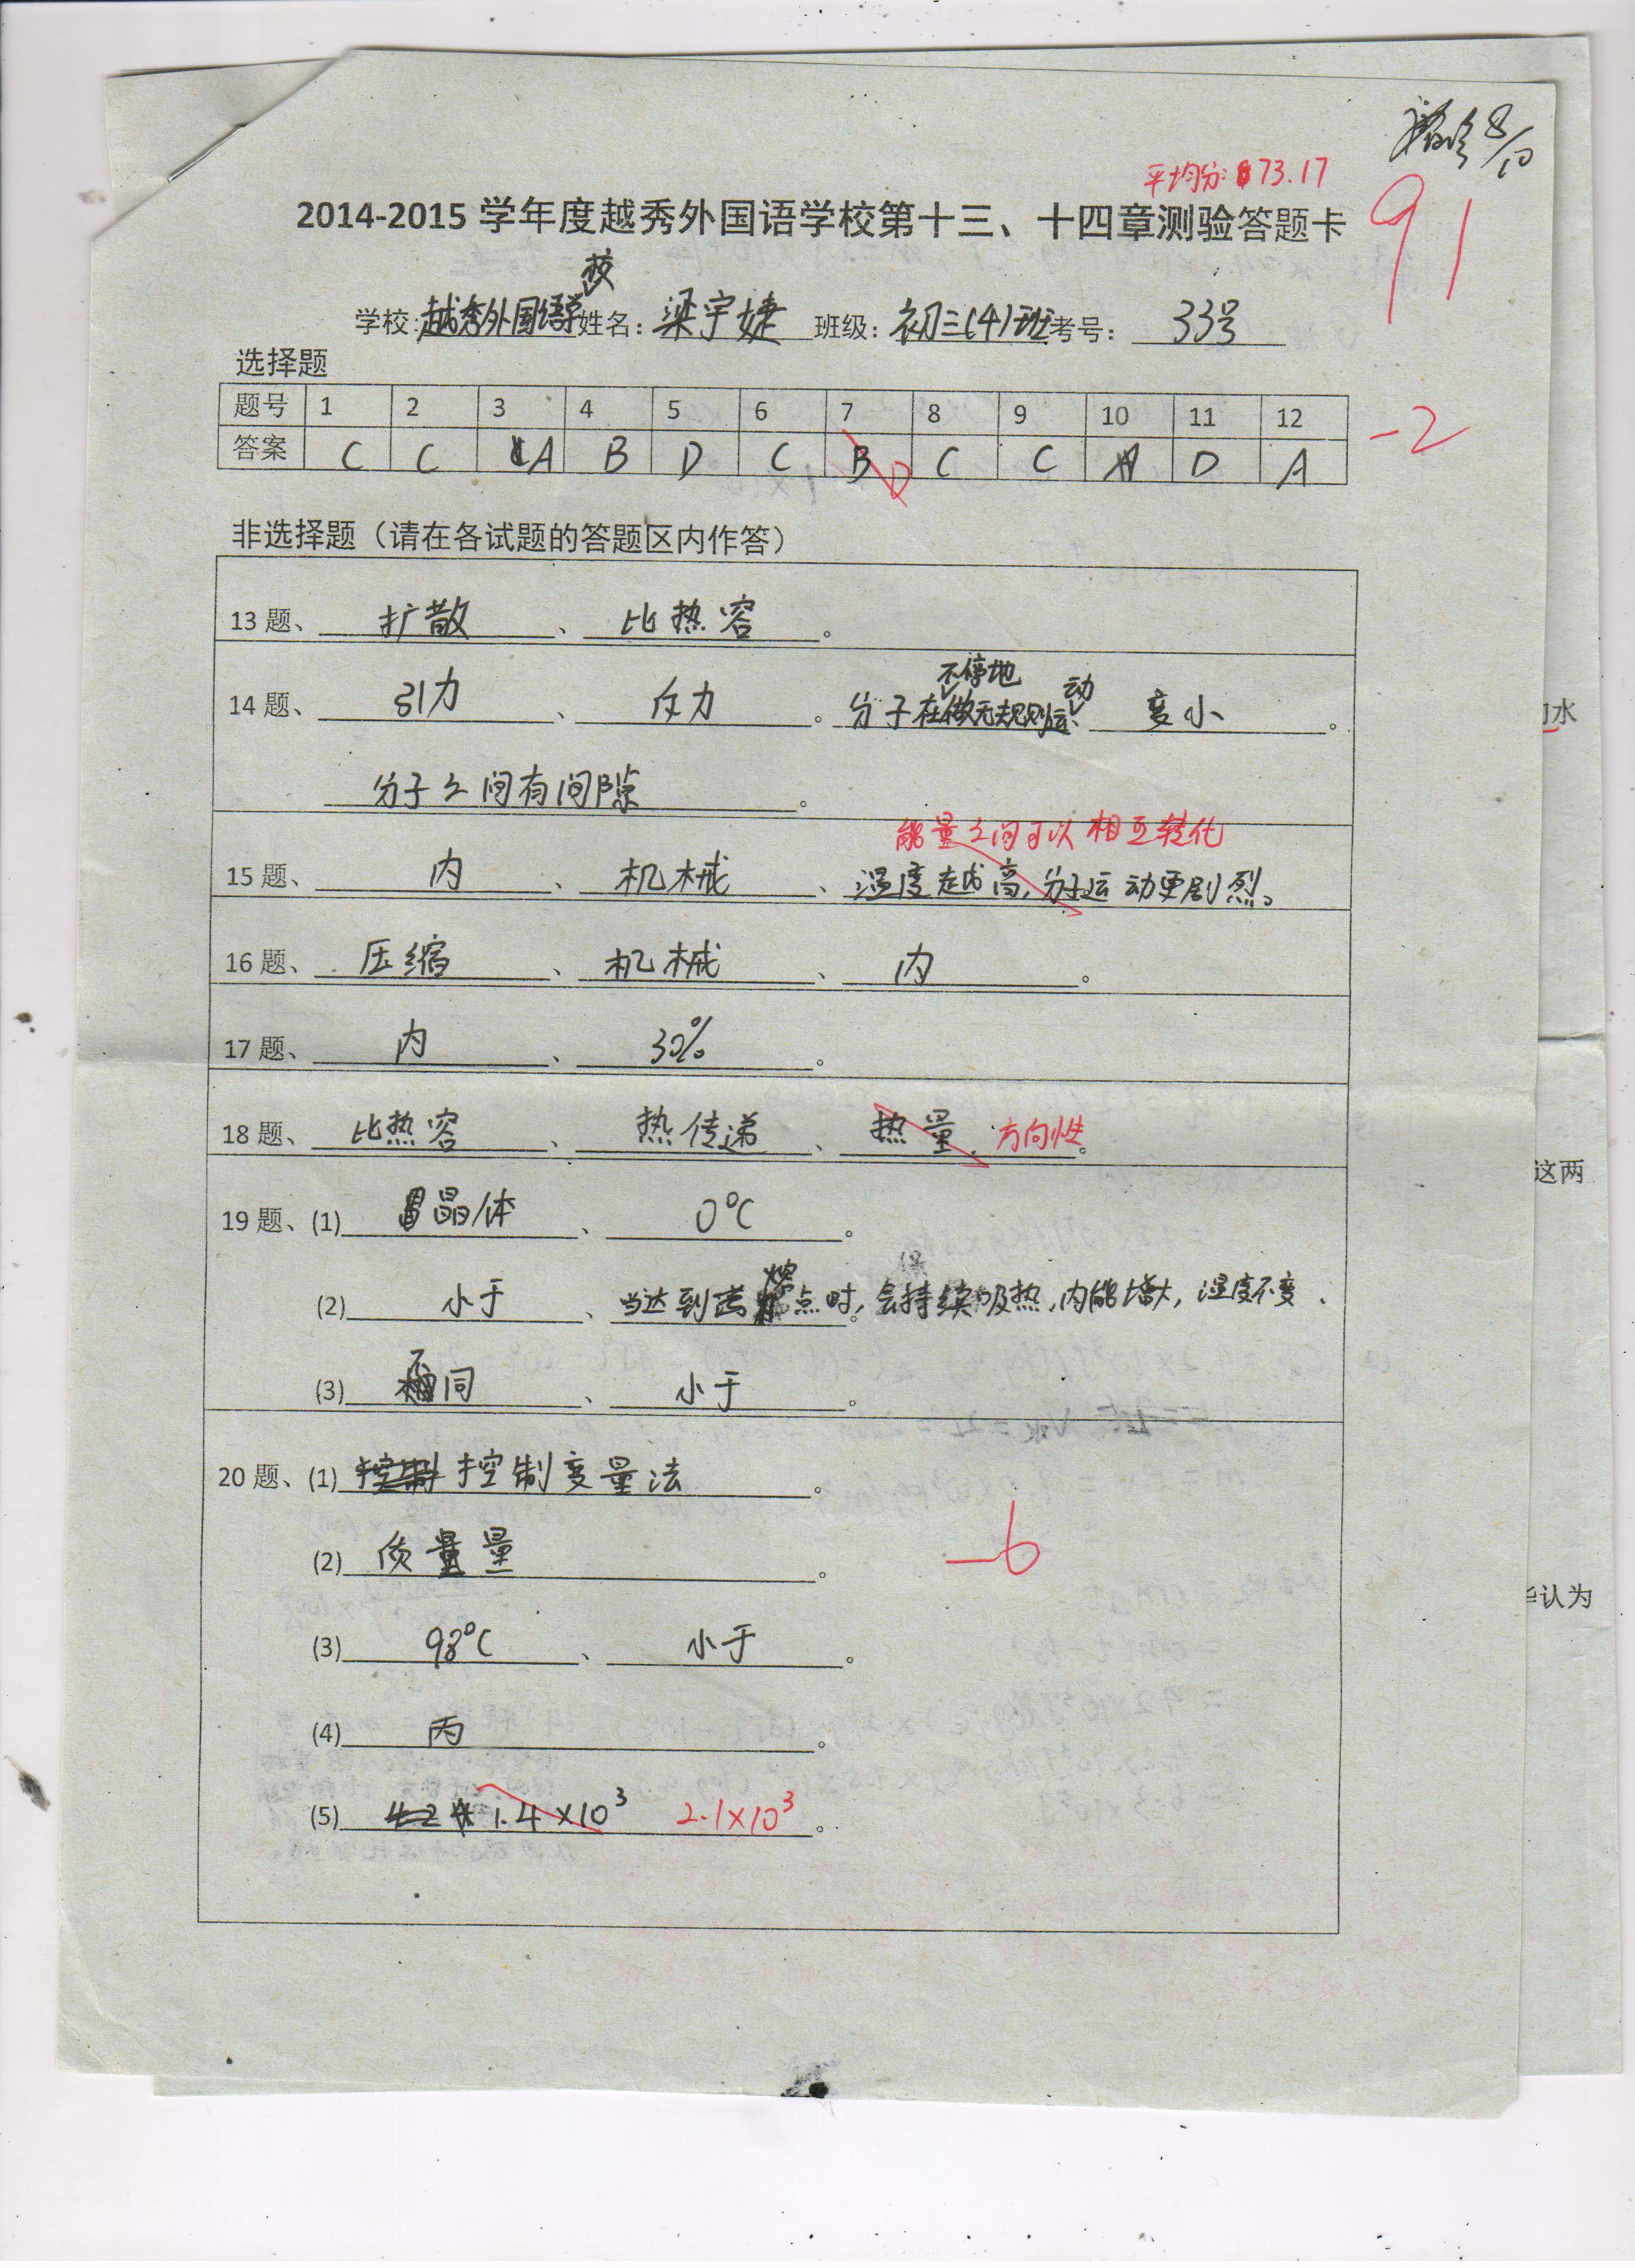 8/10
平均分:73.17
91
2014-2015 学年度越秀外国语学校第十三、十四章测验答题卡
学校:越秀外国语学校 姓名:梁宇婕 班级:初三(4)班 考号:33号
选择题
题号 1 2 3 4 5 6 7 8 9 10 11 12
答案 C C A B D C B D C C A D A
-2
非选择题（请在各试题的答题区内作答）
13 题、扩散、比热容。
14 题、引力、斥力。分子在不停地做无规则运动、变小。
分子之间有间隙。
能量之间可以相互转化
15 题、内、机械、温度越高,分子运动更剧烈。
16 题、压缩、机械、内。
17 题、内、30%。
18 题、比热容、热传递、热量 方向性。
19 题、(1) 晶体、0℃。
(2) 小于、当达到熔点时,会持续吸热,内能增大,温度不变。
(3) 不同、小于。
20 题、(1) 控制 控制变量法。
(2) 质量。
-6
(3) 98℃、小于。
(4) 丙。
(5) 1.4×10³ 2.1×10³。
水
这两
认为